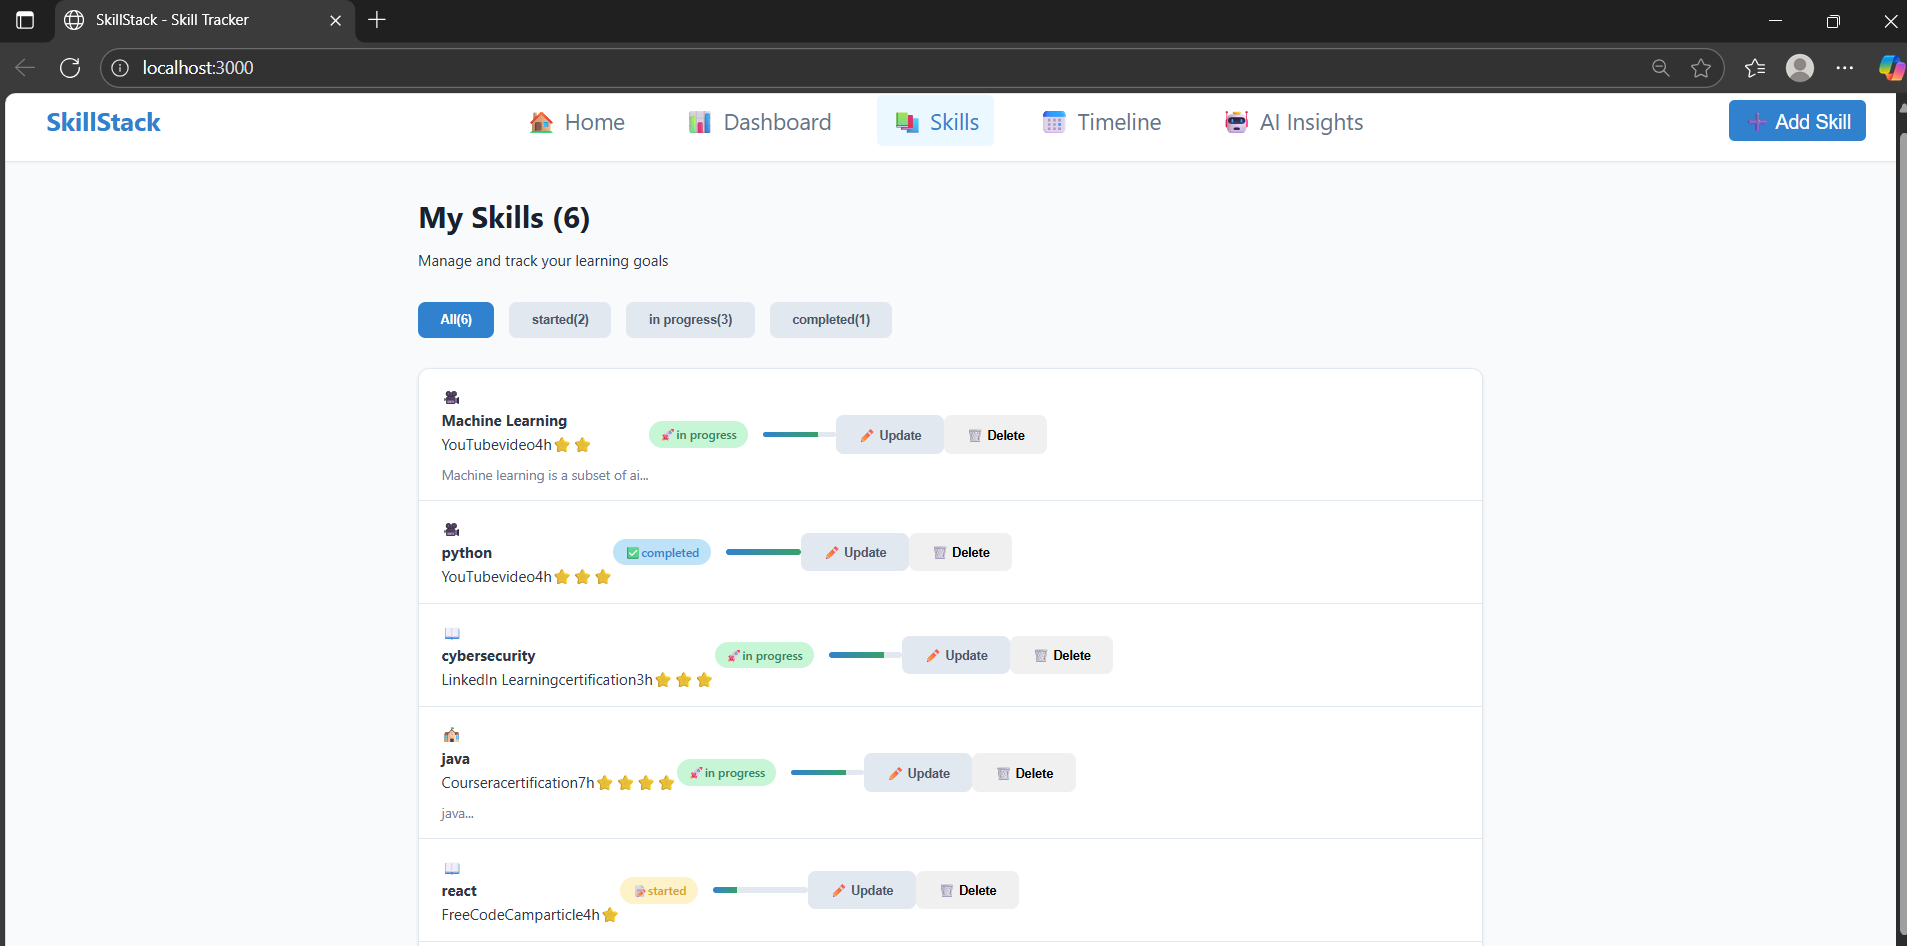 SkillStack - Skill Tracker
localhost:3000
SkillStack Home Dashboard Skills Timeline AI Insights Add Skill
My Skills (6)
Manage and track your learning goals
All(6) started(2) in progress(3) completed(1)
Machine Learning
in progress Update Delete
YouTubevideo4h
Machine learning is a subset of ai...
python
completed Update Delete
YouTubevideo4h
cybersecurity
in progress Update Delete
LinkedIn Learningcertification3h
java
in progress Update Delete
Courseracertification7h
java...
react
started Update Delete
FreeCodeCamparticle4h